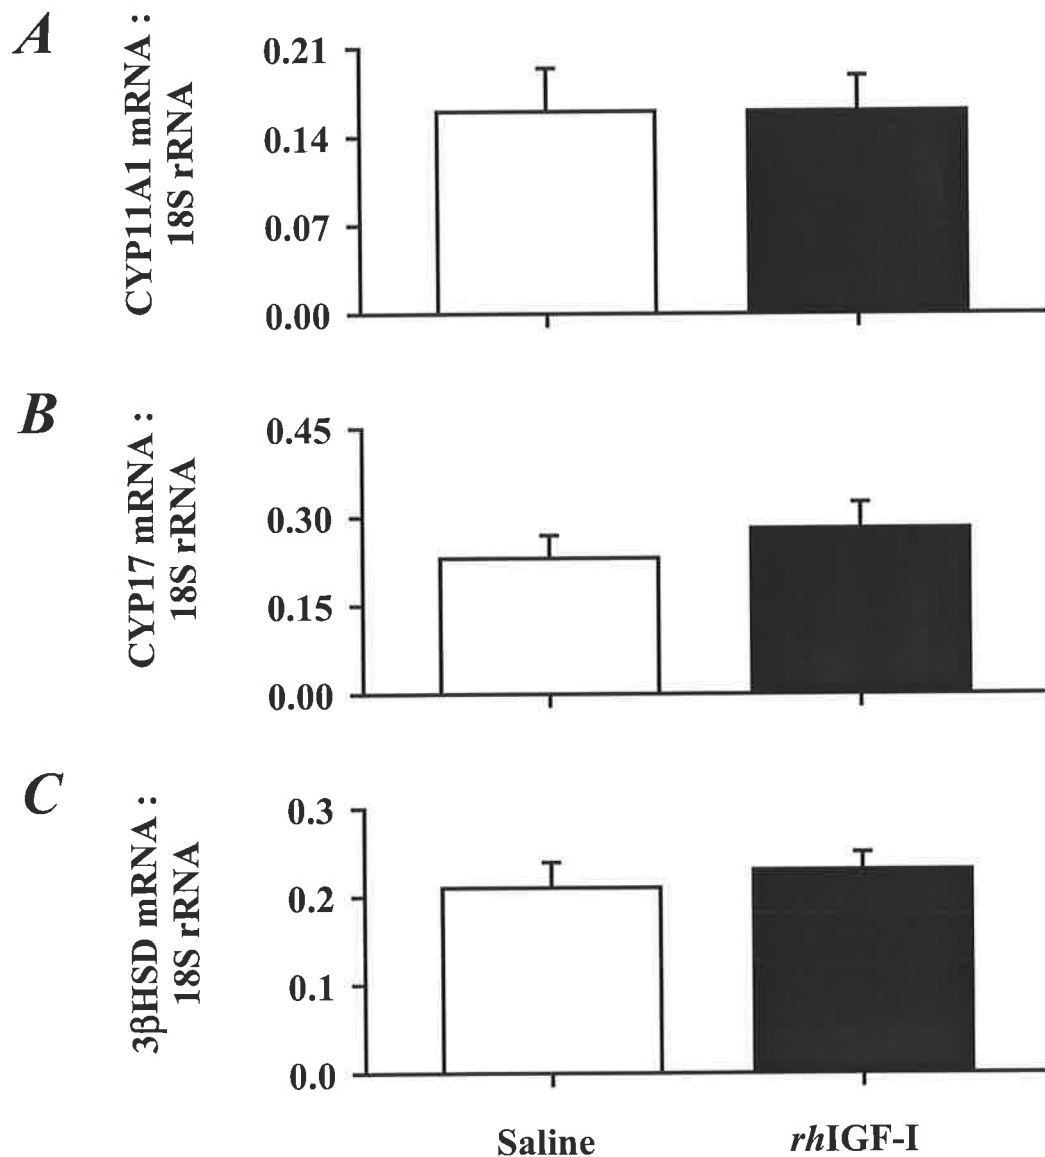 A
CYP11A1 mRNA :
18S rRNA
0.21
0.14
0.07
0.00
B
CYP17 mRNA :
18S rRNA
0.45
0.30
0.15
0.00
C
3βHSD mRNA :
18S rRNA
0.3
0.2
0.1
0.0
Saline rhIGF-I